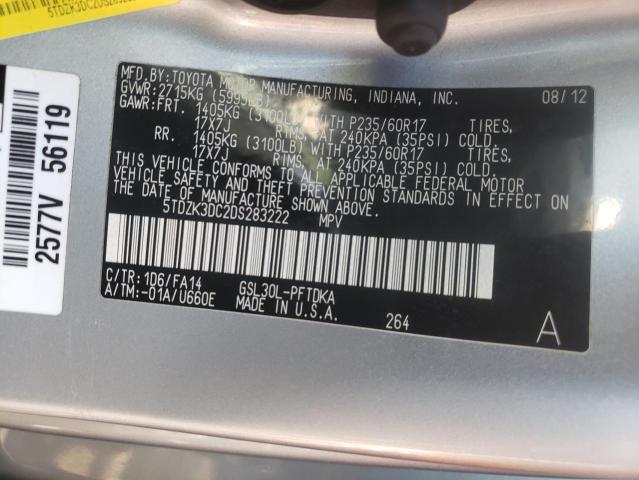 5TDZK3DC2DS283222
2577V 56119
MFD.BY:TOYOTA MOTOR MANUFACTURING, INDIANA, INC. 08/12
GVWR:2715KG (5995LB)
GAWR:FRT. 1405KG (3100LB) WITH P235/60R17 TIRES,
17X7J RIMS, AT 240KPA (35PSI) COLD.
RR. 1405KG (3100LB) WITH P235/60R17 TIRES,
17X7J RIMS, AT 240KPA (35PSI) COLD.
THIS VEHICLE CONFORMS TO ALL APPLICABLE FEDERAL MOTOR
VEHICLE SAFETY AND THEFT PREVENTION STANDARDS IN EFFECT ON
THE DATE OF MANUFACTURE SHOWN ABOVE.
5TDZK3DC2DS283222 MPV
C/TR:1D6/FA14 GSL30L-PFTDKA
A/TM:-01A/U660E MADE IN U.S.A. 264 A